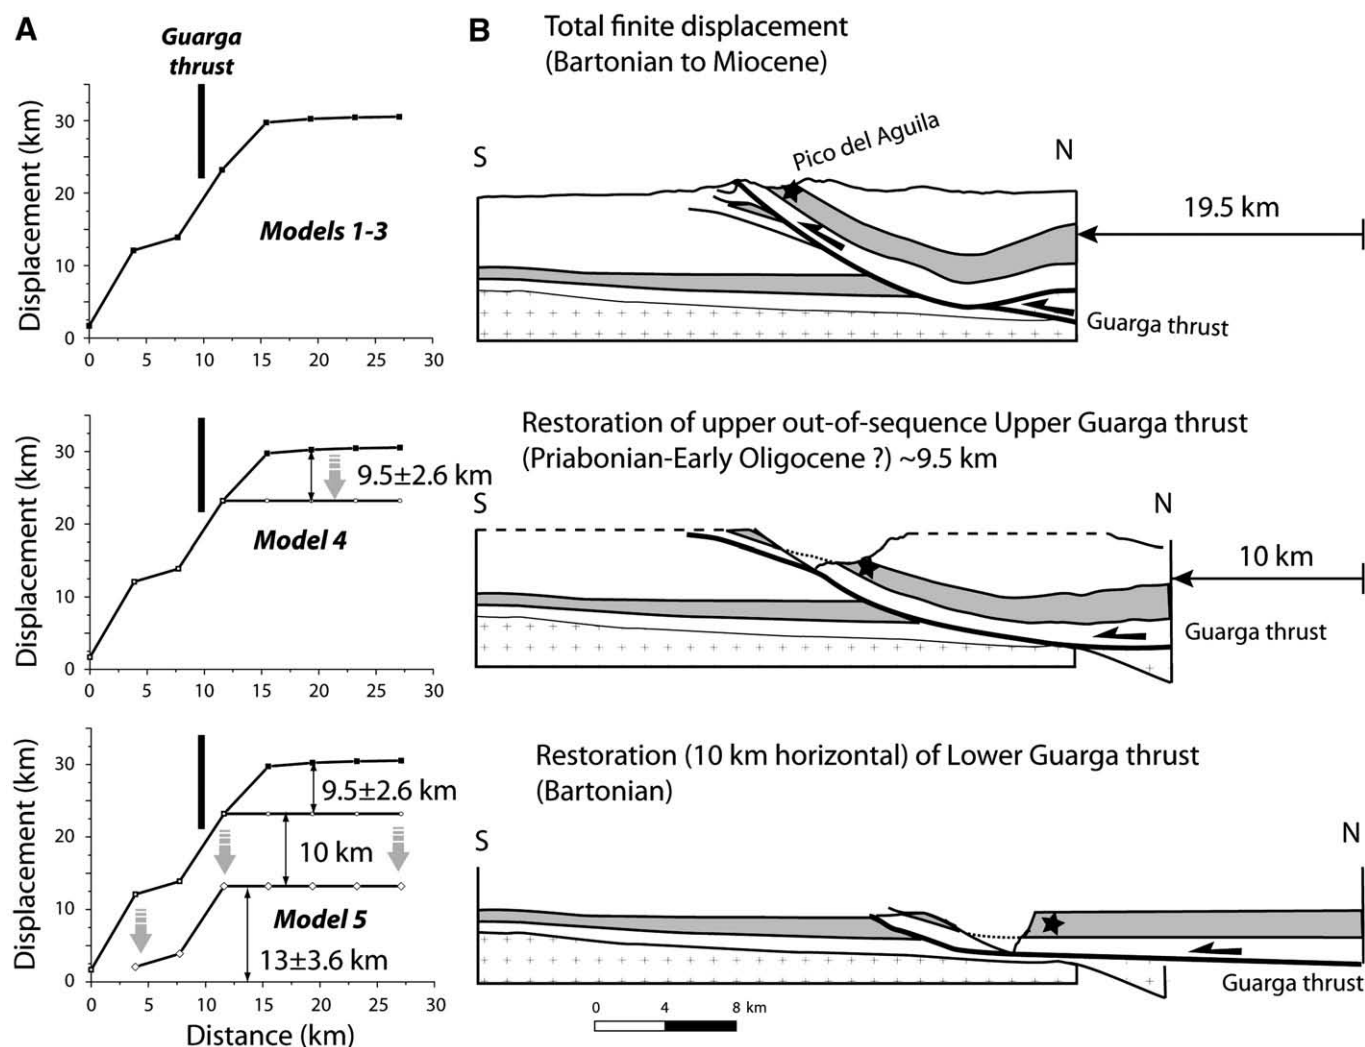 A
Guarga
thrust
Displacement (km)
30
20
10
0
0 5 10 15 20 25 30
Models 1-3
B
Total finite displacement
(Bartonian to Miocene)
S
Pico del Aguila
N
19.5 km
Guarga thrust
Displacement (km)
30
20
10
0
0 5 10 15 20 25 30
9.5±2.6 km
Model 4
Restoration of upper out-of-sequence Upper Guarga thrust
(Priabonian-Early Oligocene ?) ~9.5 km
S
N
10 km
Guarga thrust
Displacement (km)
30
20
10
0
0 5 10 15 20 25 30
Distance (km)
9.5±2.6 km
10 km
Model 5
13±3.6 km
Restoration (10 km horizontal) of Lower Guarga thrust
(Bartonian)
S
N
Guarga thrust
0 4 8 km